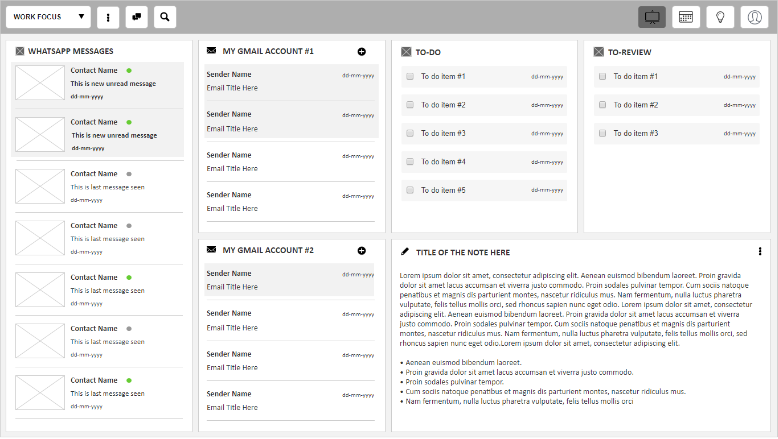 WORK FOCUS
WHATSAPP MESSAGES
Contact Name
This is new unread message
dd-mm-yyyy
Contact Name
This is new unread message
dd-mm-yyyy
Contact Name
This is last message seen
dd-mm-yyyy
Contact Name
This is last message seen
dd-mm-yyyy
Contact Name
This is last message seen
dd-mm-yyyy
Contact Name
This is last message seen
dd-mm-yyyy
Contact Name
This is last message seen
dd-mm-yyyy
MY GMAIL ACCOUNT #1
Sender Name dd-mm-yyyy
Email Title Here
Sender Name dd-mm-yyyy
Email Title Here
Sender Name dd-mm-yyyy
Email Title Here
Sender Name dd-mm-yyyy
Email Title Here
MY GMAIL ACCOUNT #2
Sender Name dd-mm-yyyy
Email Title Here
Sender Name dd-mm-yyyy
Email Title Here
Sender Name dd-mm-yyyy
Email Title Here
Sender Name dd-mm-yyyy
Email Title Here
TO-DO
To do item #1 dd-mm-yyyy
To do item #2 dd-mm-yyyy
To do item #3 dd-mm-yyyy
To do item #4 dd-mm-yyyy
To do item #5 dd-mm-yyyy
TO-REVIEW
To do item #1 dd-mm-yyyy
To do item #2 dd-mm-yyyy
To do item #3 dd-mm-yyyy
TITLE OF THE NOTE HERE
Lorem ipsum dolor sit amet, consectetur adipiscing elit. Aenean euismod bibendum laoreet. Proin gravida
dolor sit amet lacus accumsan et viverra justo commodo. Proin sodales pulvinar tempor. Cum sociis natoque
penatibus et magnis dis parturient montes, nascetur ridiculus mus. Nam fermentum, nulla luctus pharetra
vulputate, felis tellus mollis orci, sed rhoncus sapien nunc eget odio. Lorem ipsum dolor sit amet, consectetur
adipiscing elit. Aenean euismod bibendum laoreet. Proin gravida dolor sit amet lacus accumsan et viverra
justo commodo. Proin sodales pulvinar tempor. Cum sociis natoque penatibus et magnis dis parturient
montes, nascetur ridiculus mus. Nam fermentum, nulla luctus pharetra vulputate, felis tellus mollis orci, sed
rhoncus sapien nunc eget odio.Lorem ipsum dolor sit amet, consectetur adipiscing elit.
• Aenean euismod bibendum laoreet.
• Proin gravida dolor sit amet lacus accumsan et viverra justo commodo.
• Proin sodales pulvinar tempor.
• Cum sociis natoque penatibus et magnis dis parturient montes, nascetur ridiculus mus.
• Nam fermentum, nulla luctus pharetra vulputate, felis tellus mollis orci